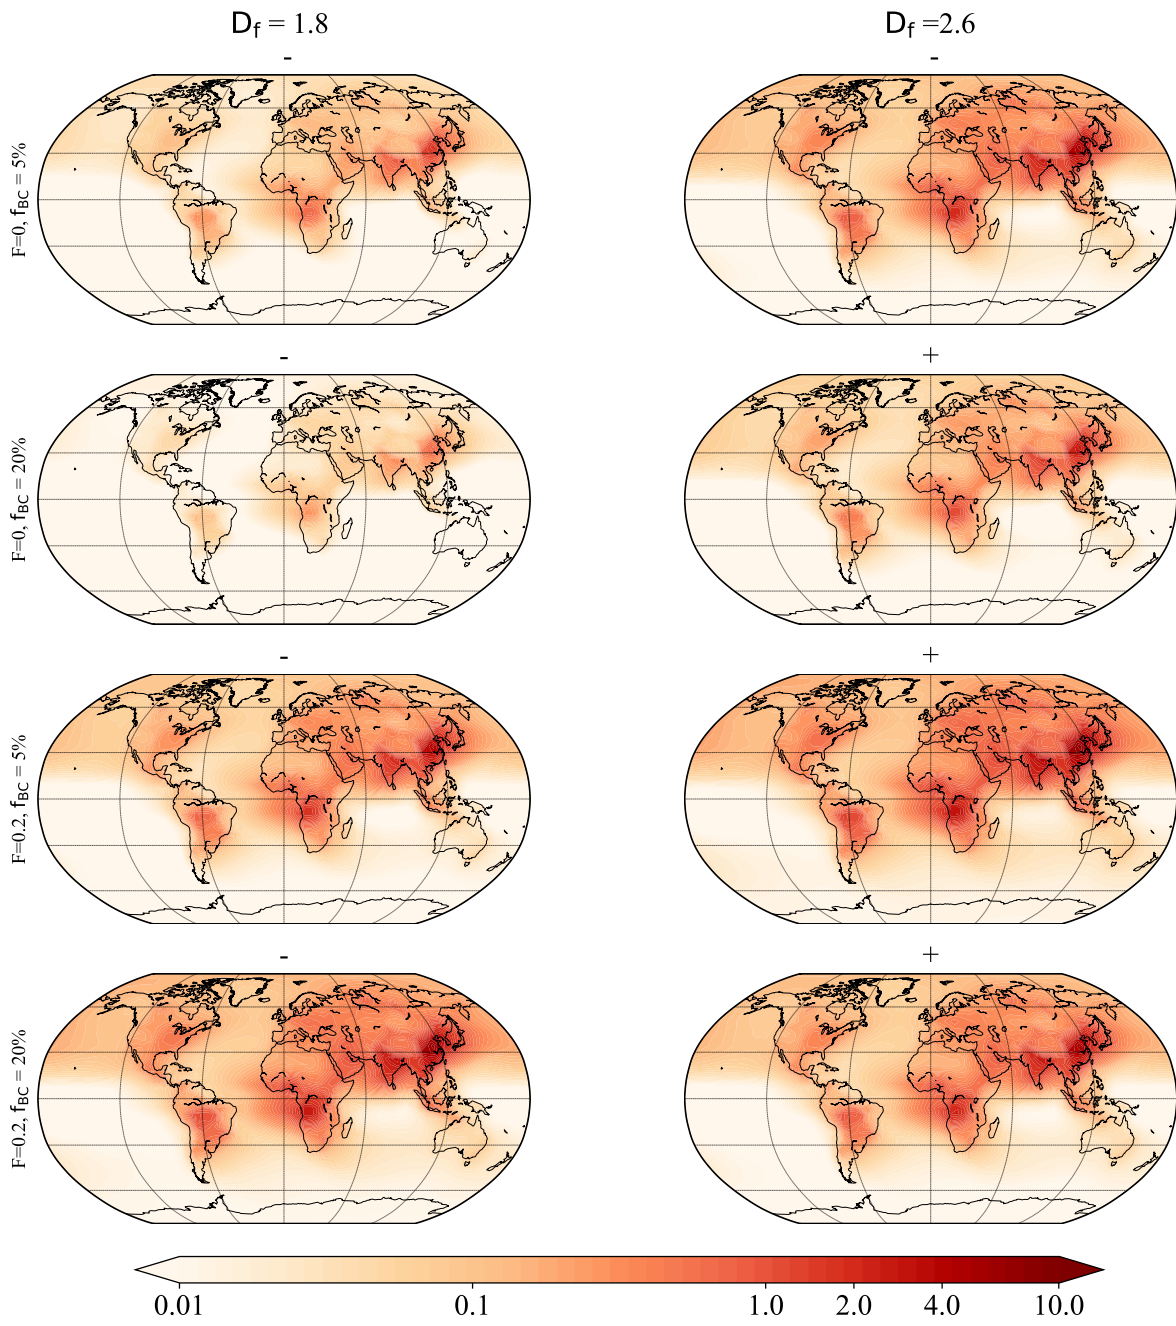 D_f = 1.8
D_f =2.6
-
-
F=0, f_BC = 5%
-
+
F=0, f_BC = 20%
-
+
F=0.2, f_BC = 5%
-
+
F=0.2, f_BC = 20%
0.01 0.1 1.0 2.0 4.0 10.0